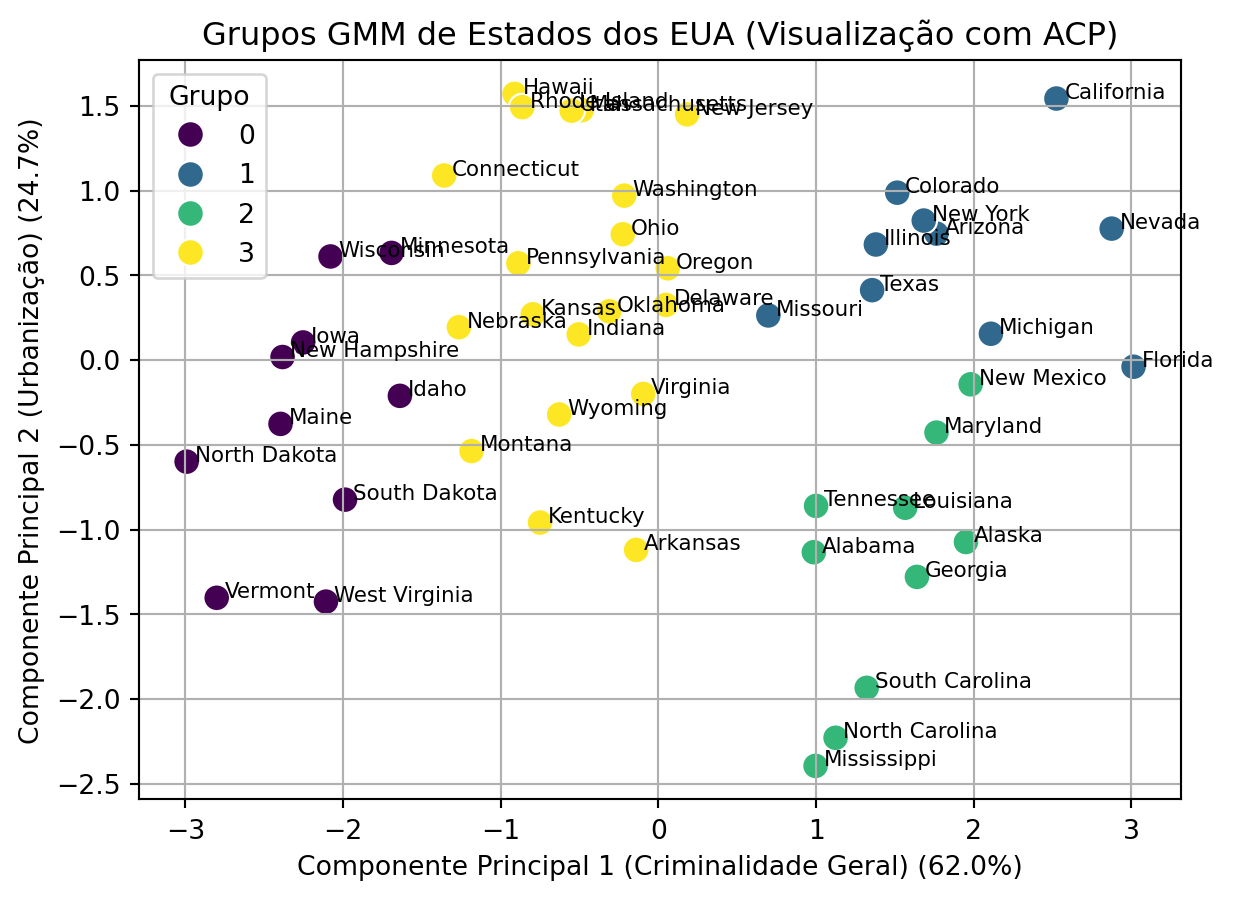 Grupos GMM de Estados dos EUA (Visualização com ACP)
Grupo
0
1
2
3
Hawaii
Rhode Island
Utah
Massachusetts
New Jersey
California
Connecticut
Washington
Colorado
New York
Nevada
Ohio
Arizona
Illinois
Minnesota
Wisconsin
Pennsylvania
Oregon
Texas
Delaware
Kansas
Oklahoma
Missouri
Nebraska
Indiana
Michigan
Iowa
New Hampshire
Florida
New Mexico
Idaho
Virginia
Wyoming
Maine
Maryland
Montana
North Dakota
South Dakota
Tennessee
Louisiana
Kentucky
Alaska
Arkansas
Alabama
Georgia
Vermont
West Virginia
South Carolina
North Carolina
Mississippi
1.5
1.0
0.5
0.0
−0.5
−1.0
−1.5
−2.0
−2.5
−3
−2
−1
0
1
2
3
Componente Principal 2 (Urbanização) (24.7%)
Componente Principal 1 (Criminalidade Geral) (62.0%)